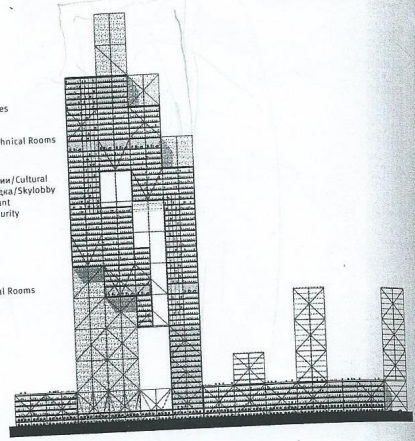 es
hnical Rooms
ии/Cultural
дка/Skylobby
nt
urity
al Rooms